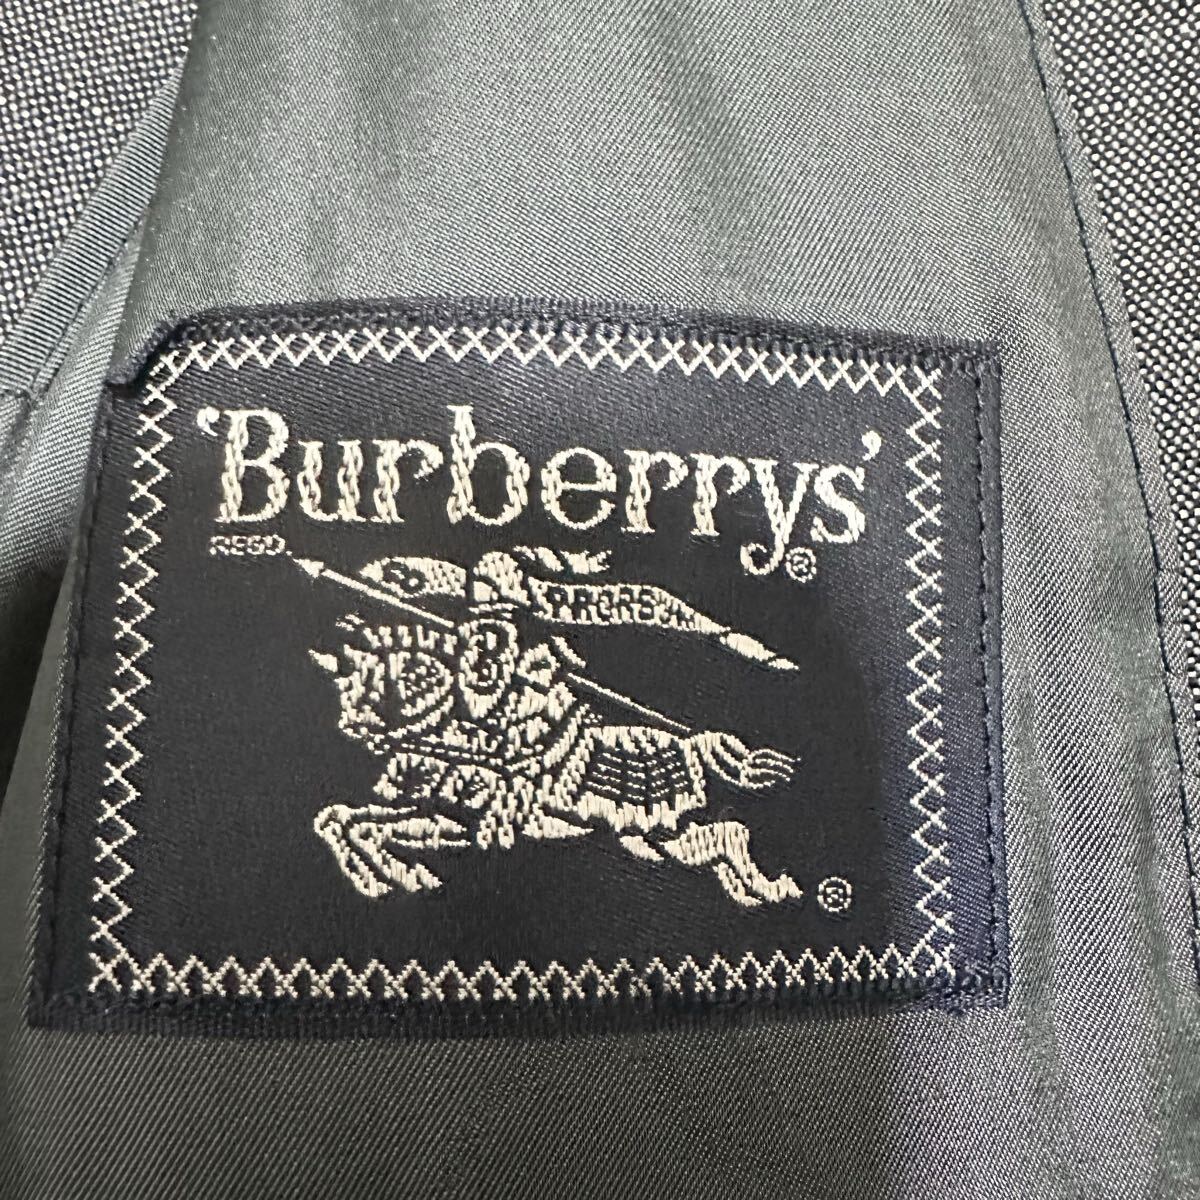 'Burberrys'®
REGD.
PRORSUM
®